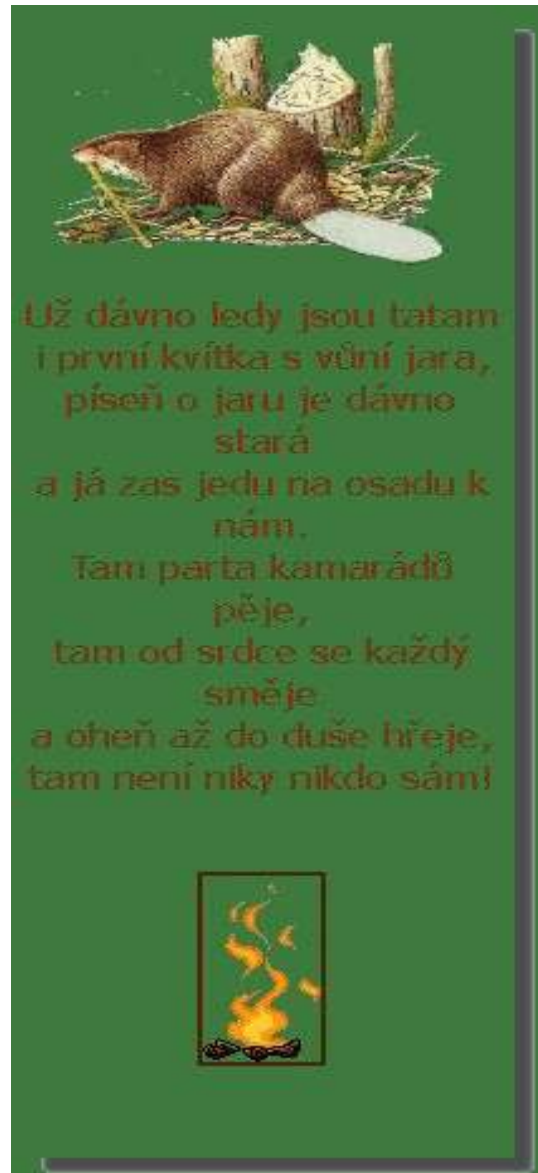 Už dávno ledy jsou tatam
i první kvítka s vůní jara,
píseň o jaru je dávno
stará
a já zas jedu na osadu k
nám.
Tam parta kamarádů
pěje,
tam od srdce se každý
směje
a oheň až do duše hřeje,
tam není niky nikdo sám!